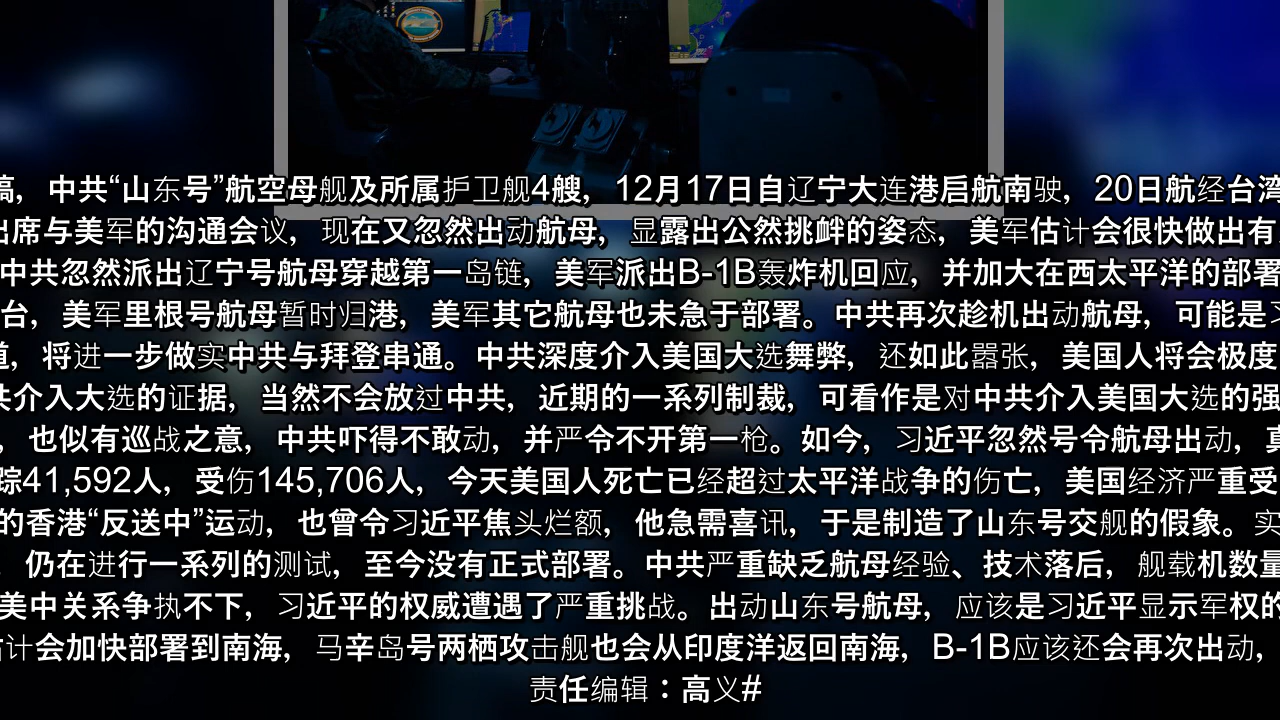 稿，中共“山东号”航空母舰及所属护卫舰4艘，12月17日自辽宁大连港启航南驶，20日航经台湾
出席与美军的沟通会议，现在又忽然出动航母，显露出公然挑衅的姿态，美军估计会很快做出有
中共忽然派出辽宁号航母穿越第一岛链，美军派出B-1B轰炸机回应，并加大在西太平洋的部署
台，美军里根号航母暂时归港，美军其它航母也未急于部署。中共再次趁机出动航母，可能是习
道，将进一步做实中共与拜登串通。中共深度介入美国大选舞弊，还如此嚣张，美国人将会极度
共介入大选的证据，当然不会放过中共，近期的一系列制裁，可看作是对中共介入美国大选的强
，也似有巡战之意，中共吓得不敢动，并严令不开第一枪。如今，习近平忽然号令航母出动，真
踪41,592人，受伤145,706人，今天美国人死亡已经超过太平洋战争的伤亡，美国经济严重受
的香港“反送中”运动，也曾令习近平焦头烂额，他急需喜讯，于是制造了山东号交舰的假象。实
，仍在进行一系列的测试，至今没有正式部署。中共严重缺乏航母经验、技术落后，舰载机数量
美中关系争执不下，习近平的权威遭遇了严重挑战。出动山东号航母，应该是习近平显示军权的
估计会加快部署到南海，马辛岛号两栖攻击舰也会从印度洋返回南海，B-1B应该还会再次出动，
责任编辑：高义#